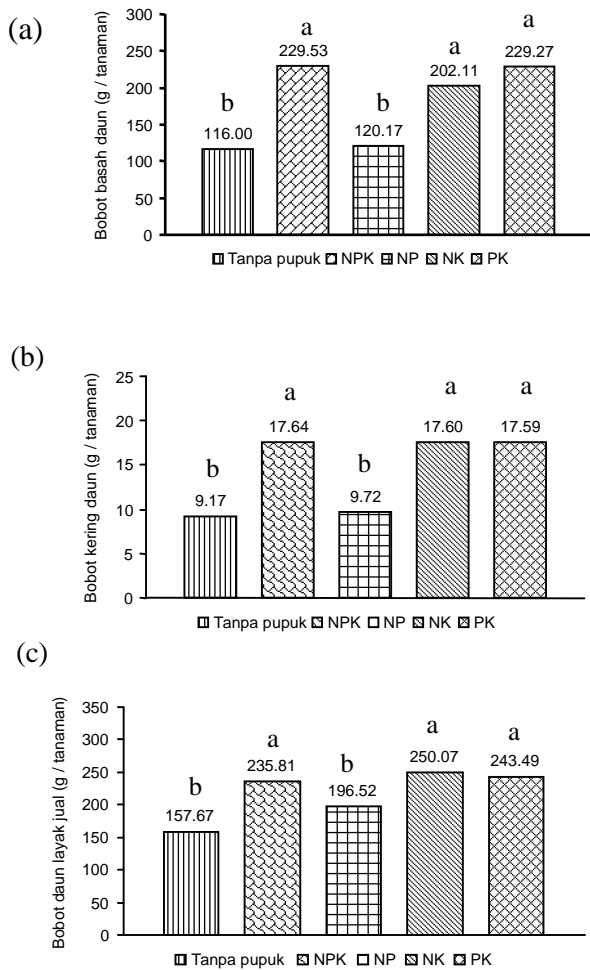 (a)
Bobot basah daun (g / tanaman)
300
250
200
150
100
50
0
b
116.00
a
229.53
b
120.17
a
202.11
a
229.27
Tanpa pupuk NPK NP NK PK
(b)
Bobot kering daun (g / tanaman)
25
20
15
10
5
0
b
9.17
a
17.64
b
9.72
a
17.60
a
17.59
Tanpa pupuk NPK NP NK PK
(c)
Bobot daun layak jual (g / tanaman)
350
300
250
200
150
100
50
0
b
157.67
a
235.81
b
196.52
a
250.07
a
243.49
Tanpa pupuk NPK NP NK PK